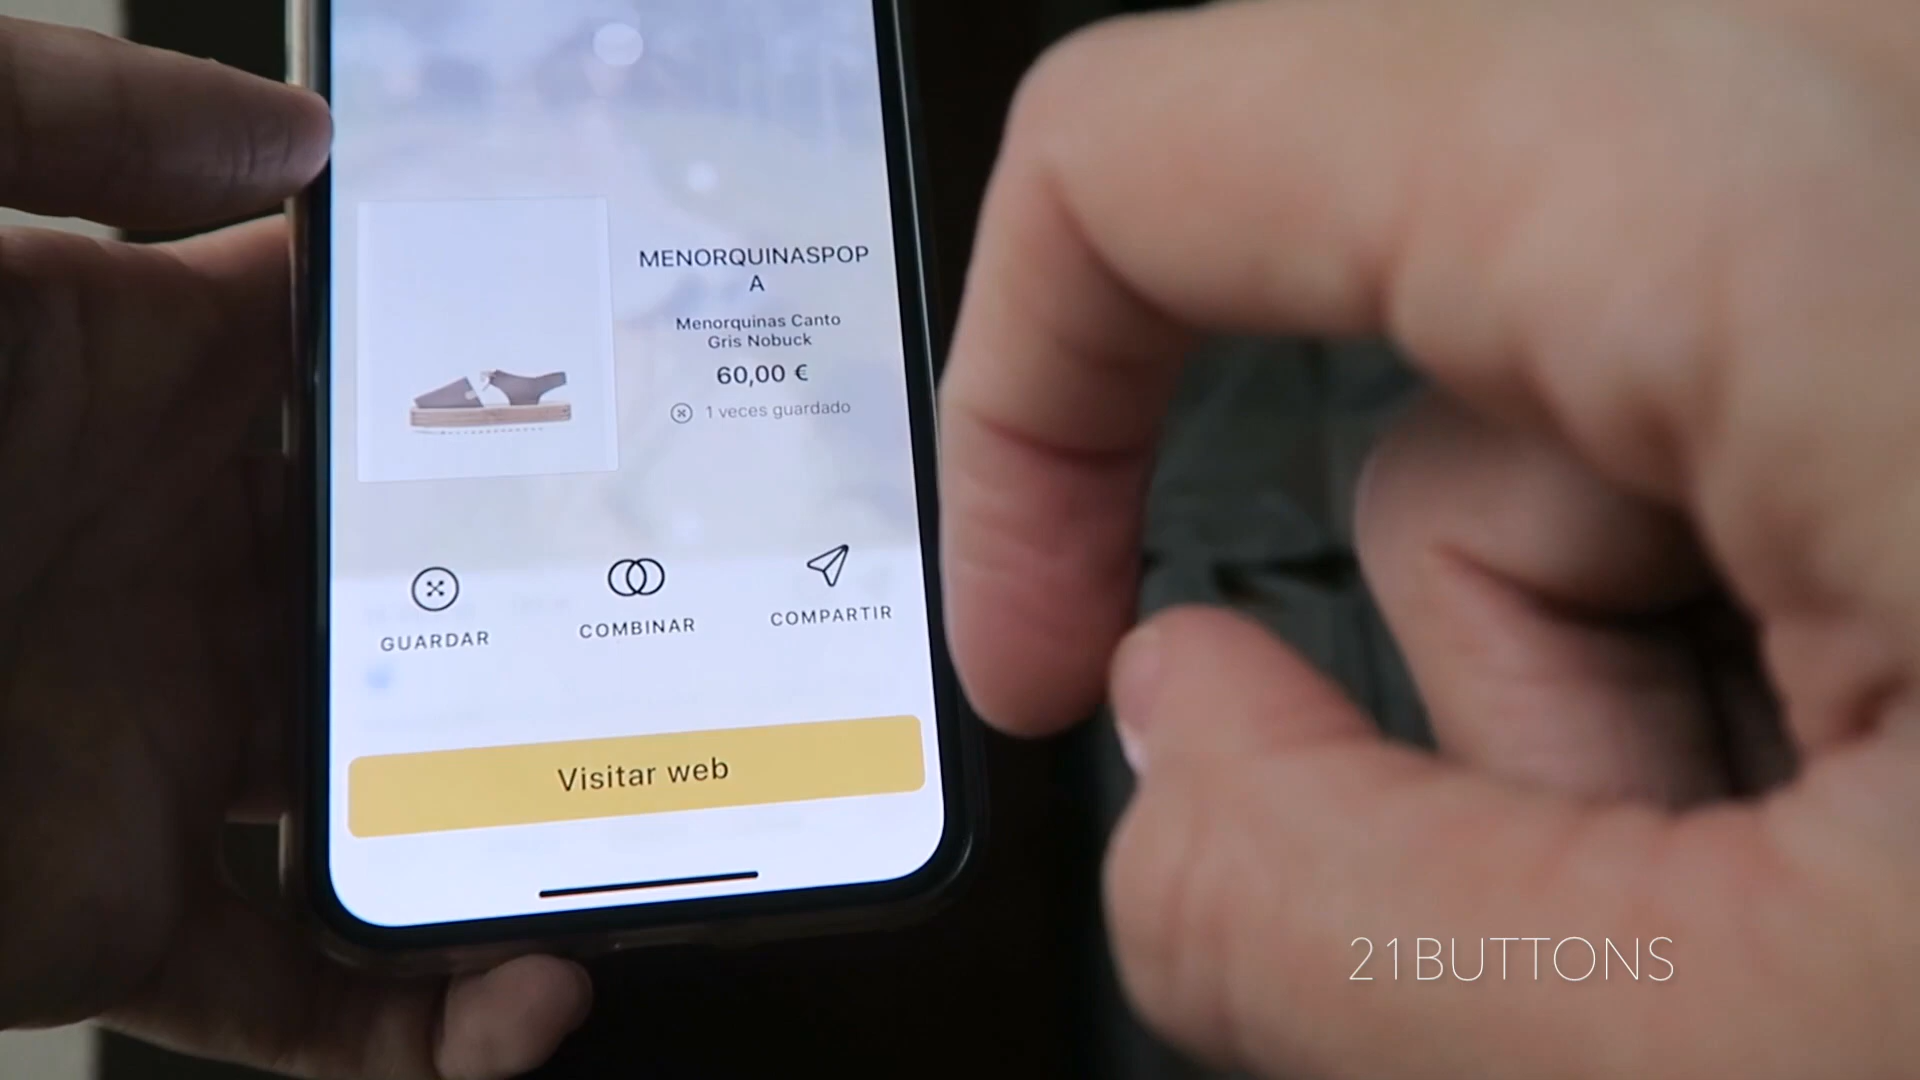 MENORQUINASPOP
A
Menorquinas Canto
Gris Nobuck
60,00 €
1 veces guardado
GUARDAR
COMBINAR
COMPARTIR
Visitar web
21BUTTONS